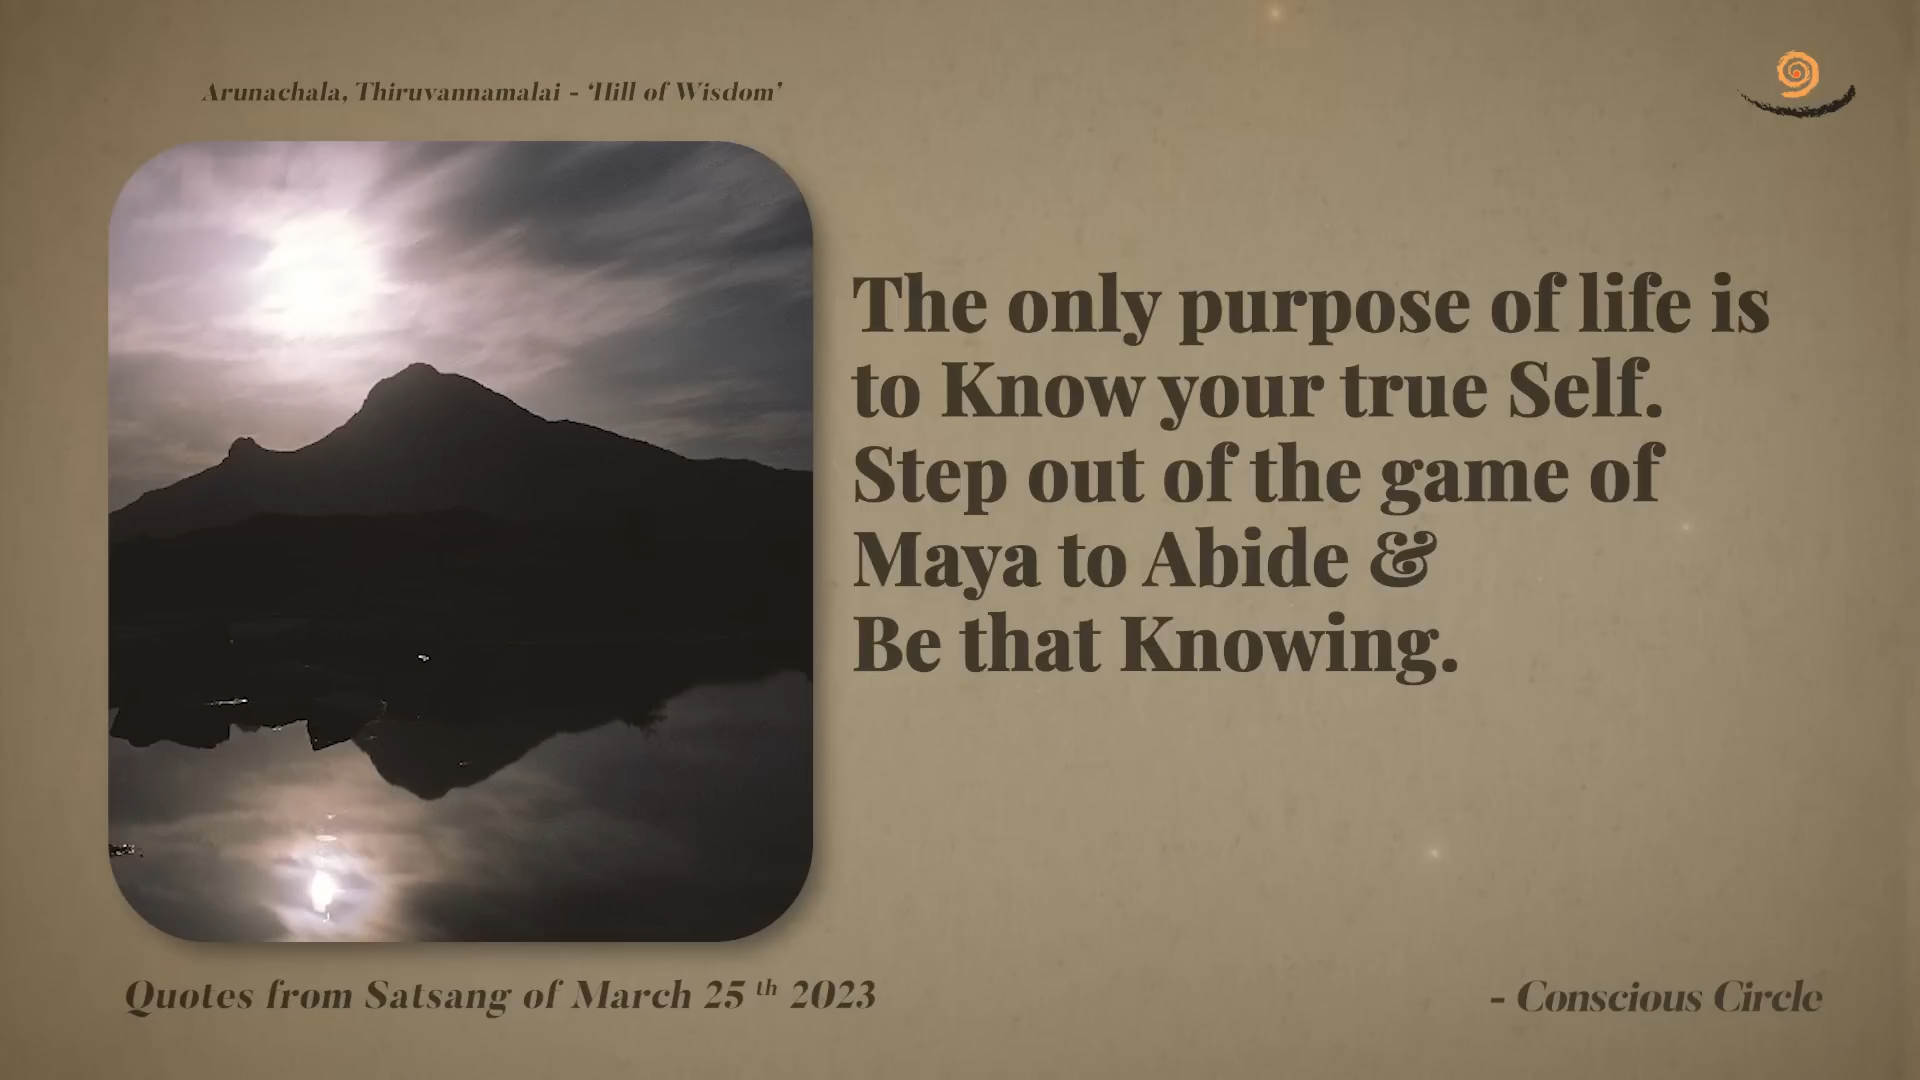 Arunachala, Thiruvannamalai - 'Hill of Wisdom'
The only purpose of life is
to Know your true Self.
Step out of the game of
Maya to Abide &
Be that Knowing.
Quotes from Satsang of March 25 th 2023
- Conscious Circle